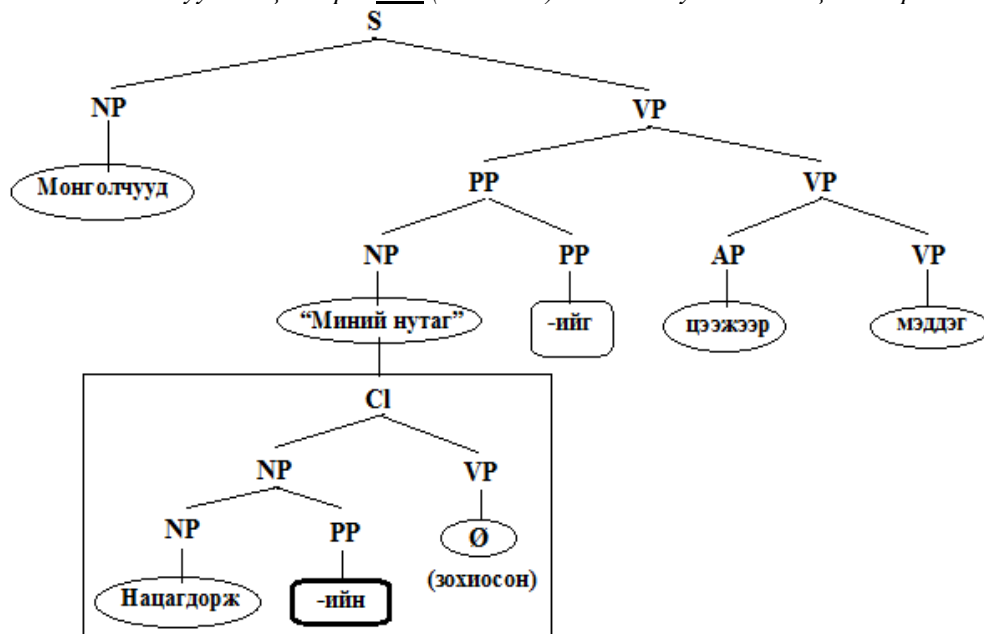 S
NP VP
Монголчууд PP VP
NP PP AP VP
“Миний нутаг” -ийг цээжээр мэддэг
Cl
NP VP
NP PP Ø
(зохиосон)
Нацагдорж -ийн